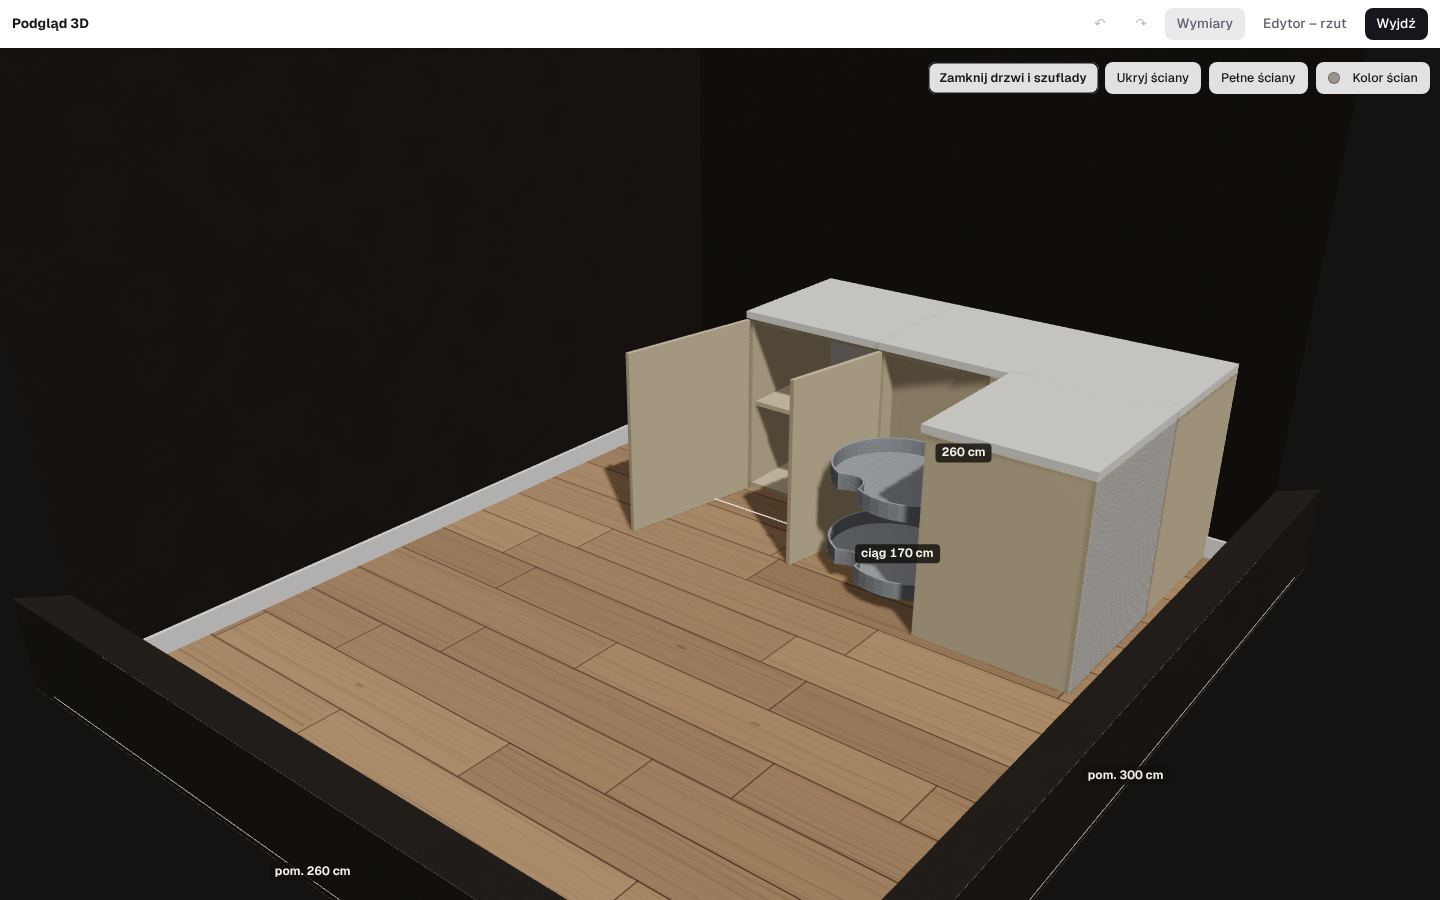 Podgląd 3D
↶ ↷ Wymiary Edytor – rzut Wyjdź
Zamknij drzwi i szuflady Ukryj ściany Pełne ściany Kolor ścian
260 cm
ciąg 170 cm
pom. 300 cm
pom. 260 cm